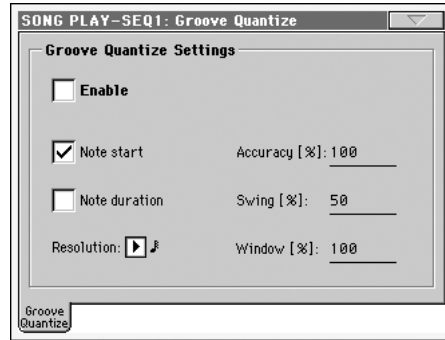 SONG PLAY-SEQ1: Groove Quantize
Groove Quantize Settings
Enable
Note start Accuracy [%]: 100
Note duration Swing [%]: 50
Resolution: Window [%]: 100
Groove
Quantize